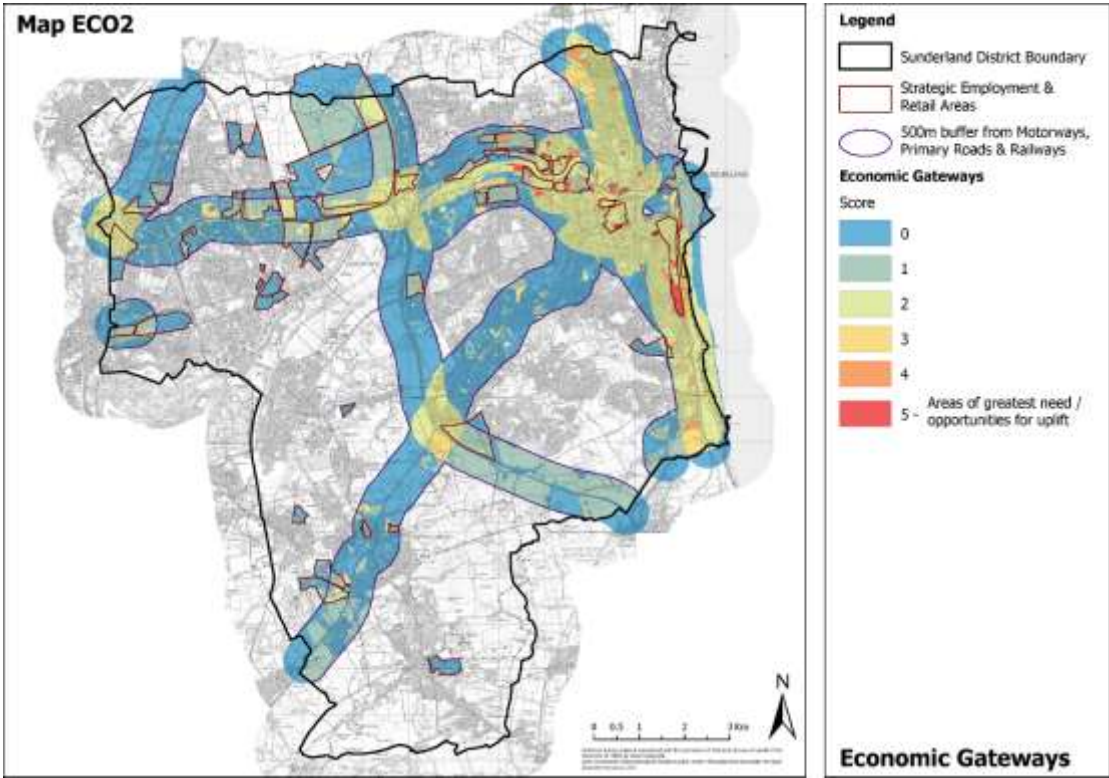 Map ECO2
N
0 0.5 1 2 3 Km
Legend
Sunderland District Boundary
Strategic Employment &
Retail Areas
500m buffer from Motorways,
Primary Roads & Railways
Economic Gateways
Score
0
1
2
3
4
5 - Areas of greatest need /
opportunities for uplift
Economic Gateways